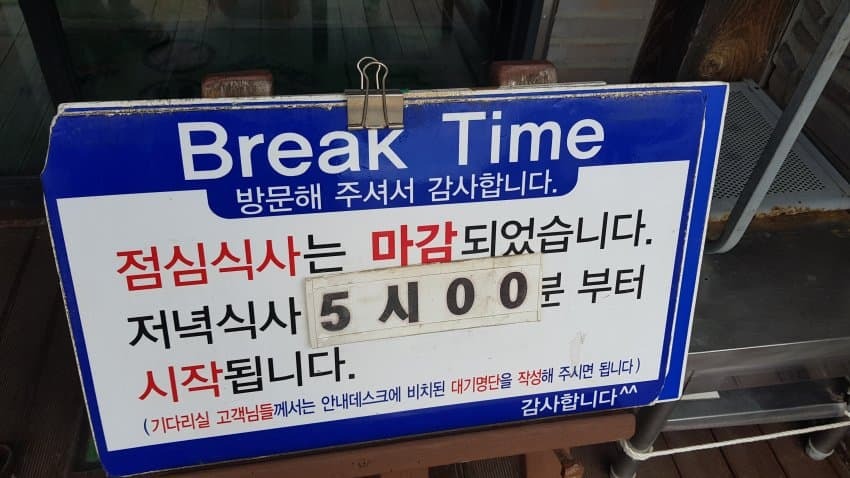 Break Time
방문해 주셔서 감사합니다.
점심식사는 마감되었습니다.
저녁식사 5시00분 부터
시작됩니다.
(기다리실 고객님들께서는 안내데스크에 비치된 대기명단을 작성해 주시면 됩니다)
감사합니다^^